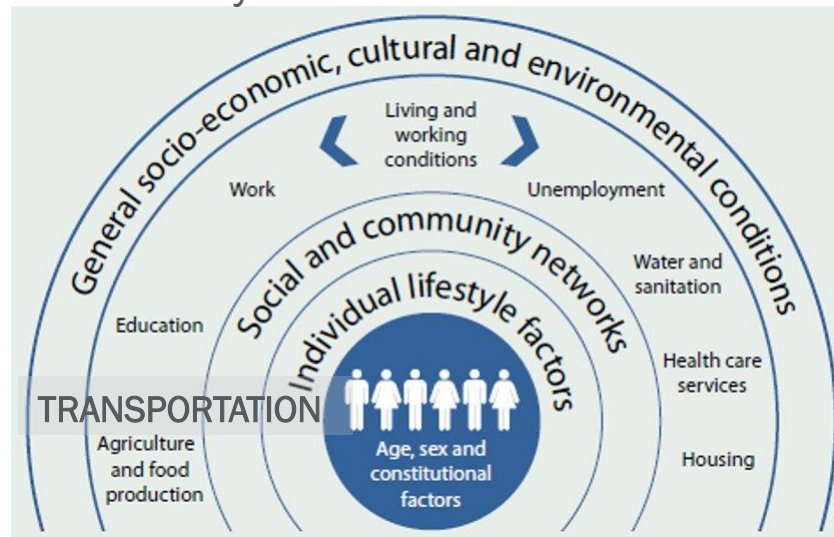 General socio-economic, cultural and environmental conditions
Living and
working
conditions
Work
Unemployment
Social and community networks
Water and
sanitation
Individual lifestyle factors
Education
Health care
services
TRANSPORTATION
Agriculture
and food
production
Age, sex and
constitutional
factors
Housing